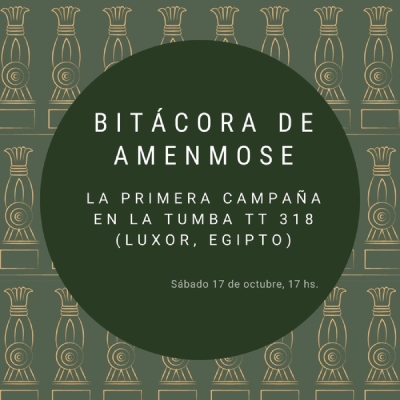 BITÁCORA DE
AMENMOSE
LA PRIMERA CAMPAÑA
EN LA TUMBA TT 318
(LUXOR, EGIPTO)
Sábado 17 de octubre, 17 hs.